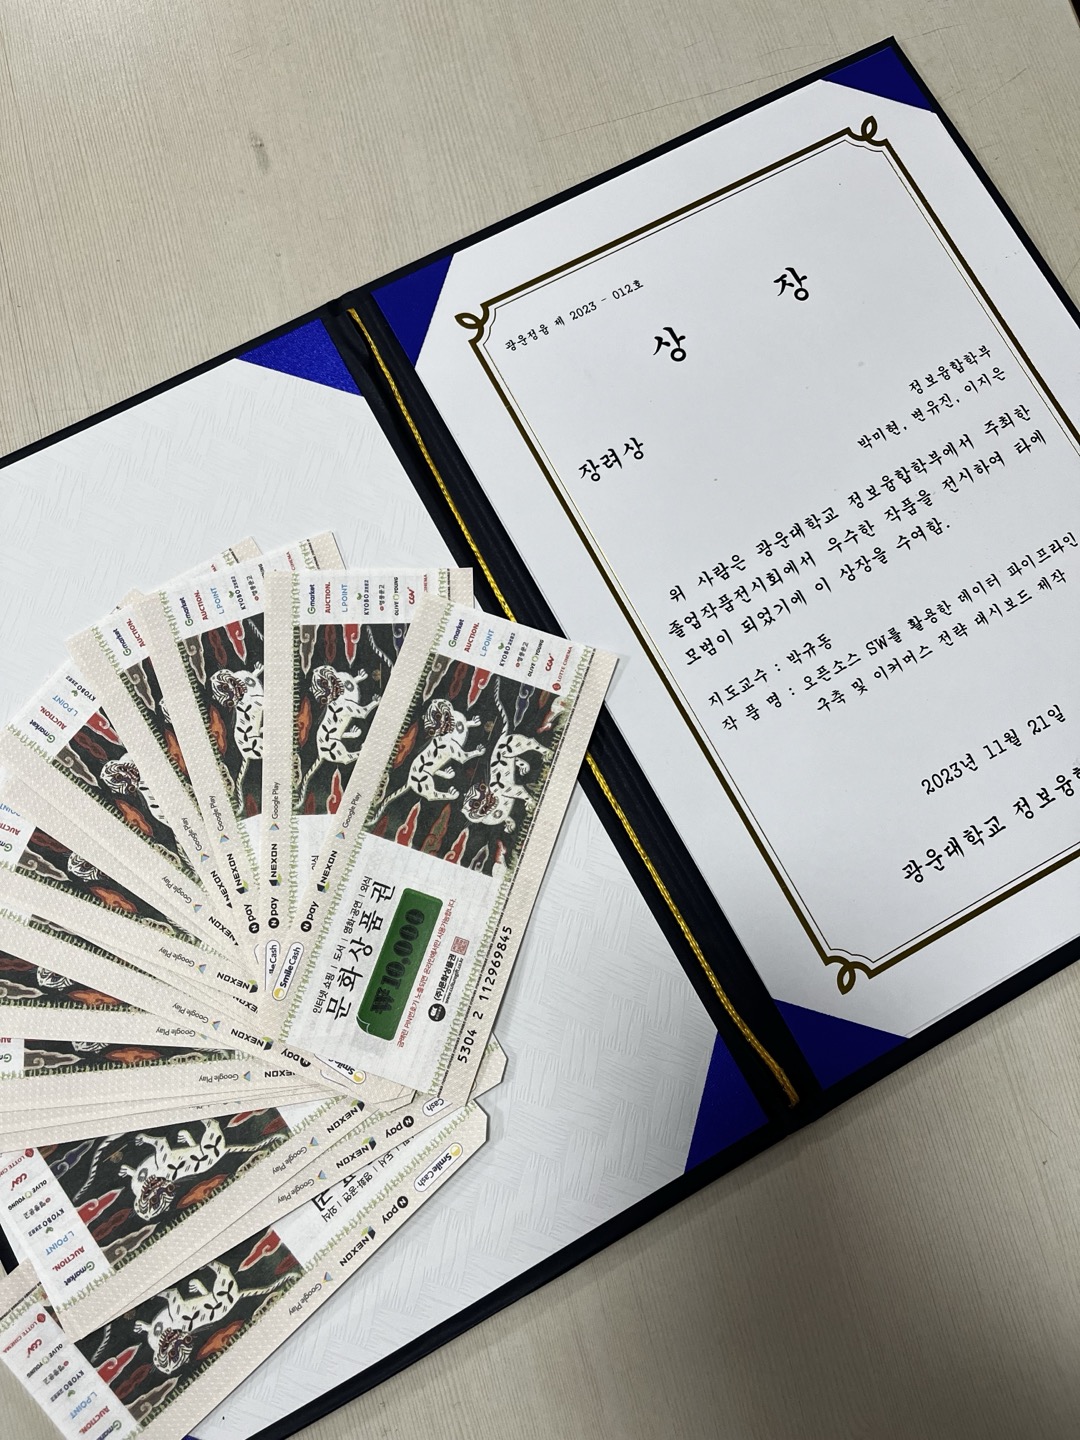 광운정융 제 2023 - 012호
상 장
정보융합학부
박미현, 변유진, 이지은
장려상
위 사람은 광운대학교 정보융합학부에서 주최한
졸업작품전시회에서 우수한 작품을 전시하여 타에
모범이 되었기에 이 상장을 수여함.
지도교수 : 박규동
작 품 명 : 오픈소스 SW를 활용한 데이터 파이프라인
구축 및 이커머스 전략 대시보드 제작
2023년 11월 21일
광운대학교 정보융합
Gmarket
AUCTION.
L.POINT
KYOBO
영풍문고
OLIVE YOUNG
CGV
LOTTE CINEMA
인터넷 쇼핑 | 도서 | 영화·공연 | 외식
문화상품권
₩10,000
(주)문화상품권
5304 2 112969845
Google Play
NEXON
N pay
Smile Cash